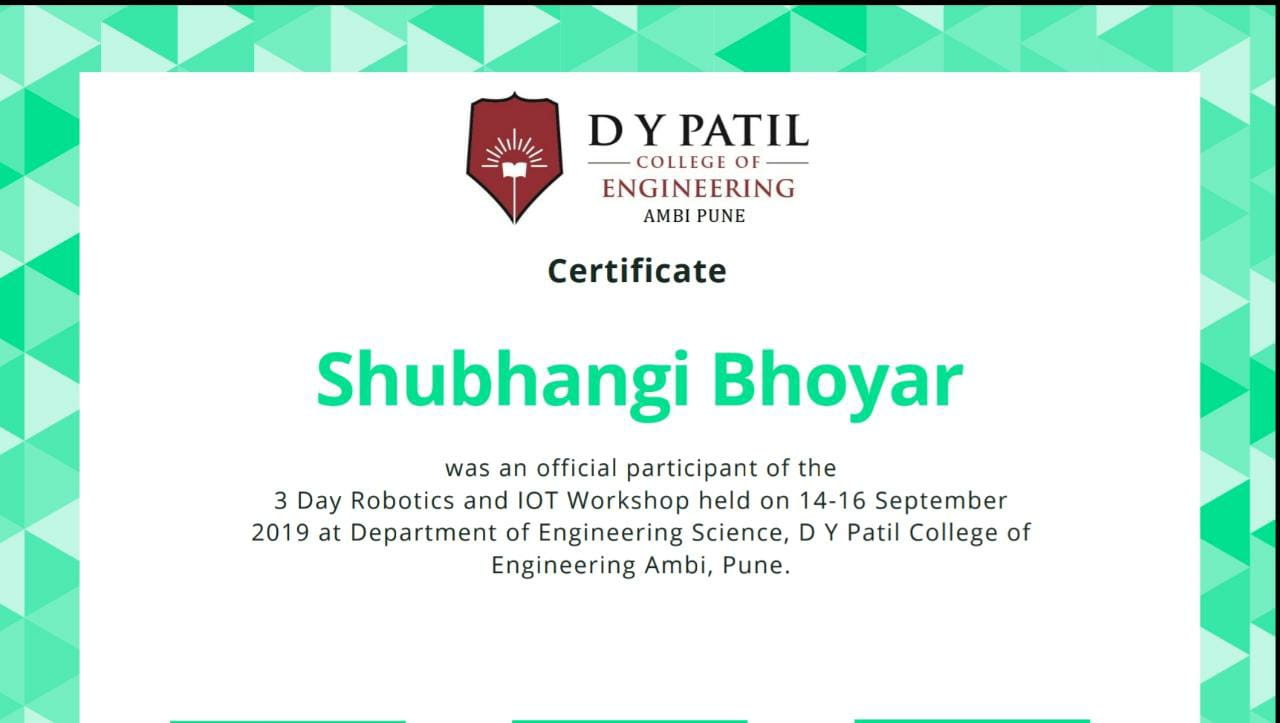 D Y PATIL
COLLEGE OF
ENGINEERING
AMBI PUNE
Certificate
Shubhangi Bhoyar
was an official participant of the
3 Day Robotics and IOT Workshop held on 14-16 September
2019 at Department of Engineering Science, D Y Patil College of
Engineering Ambi, Pune.